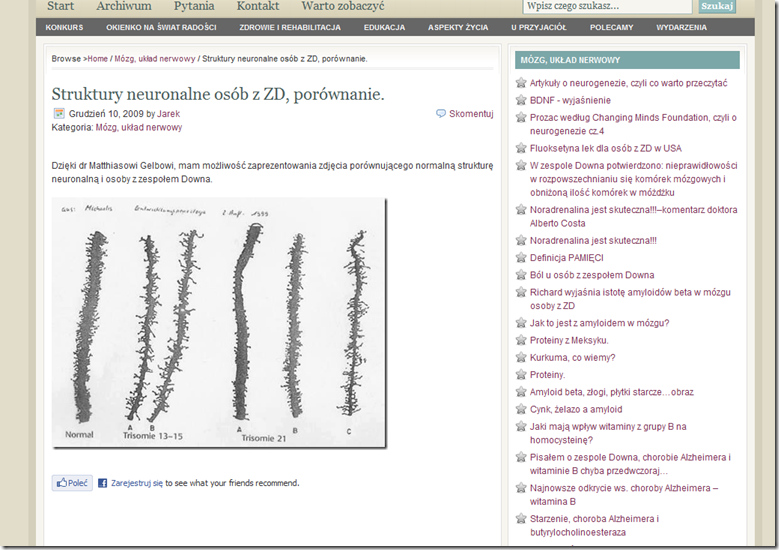 Start Archiwum Pytania Kontakt Warto zobaczyć
Wpisz czego szukasz...
Szukaj
KONKURS OKIENKO NA ŚWIAT RADOŚCI ZDROWIE I REHABILITACJA EDUKACJA ASPEKTY ŻYCIA U PRZYJACIÓŁ POLECAMY WYDARZENIA
Browse >Home / Mózg, układ nerwowy / Struktury neuronalne osób z ZD, porównanie.
Struktury neuronalne osób z ZD, porównanie.
Grudzień 10, 2009 by Jarek
Skomentuj
Kategoria: Mózg, układ nerwowy
Dzięki dr Matthiasowi Gelbowi, mam możliwość zaprezentowania zdjęcia porównującego normalną strukturę
neuronalną i osoby z zespołem Downa.
2. Aufl. 1999
A B A B C
Normal Trisomie 13-15 Trisomie 21
Poleć
Zarejestruj się to see what your friends recommend.
MÓZG, UKŁAD NERWOWY
Artykuły o neurogenezie, czyli co warto przeczytać
BDNF - wyjaśnienie
Prozac według Changing Minds Foundation, czyli o
neurogenezie cz.4
Fluoksetyna lek dla osób z ZD w USA
W zespole Downa potwierdzono: nieprawidłowości
w rozpowszechnianiu się komórek mózgowych i
obniżoną ilość komórek w móżdżku
Noradrenalina jest skuteczna!!!–komentarz doktora
Alberto Costa
Noradrenalina jest skuteczna!!!
Definicja PAMIĘCI
Ból u osób z zespołem Downa
Richard wyjaśnia istotę amyloidów beta w mózgu
osoby z ZD
Jak to jest z amyloidem w mózgu?
Proteiny z Meksyku.
Kurkuma, co wiemy?
Proteiny.
Amyloid beta, złogi, płytki starcze…obraz
Cynk, żelazo a amyloid
Jaki mają wpływ witaminy z grupy B na
homocysteinę?
Pisałem o zespole Downa, chorobie Alzheimera i
witaminie B chyba przedwczoraj…
Najnowsze odkrycie ws. choroby Alzheimera –
witamina B
Starzenie, choroba Alzheimera i
butyrylocholinoesteraza